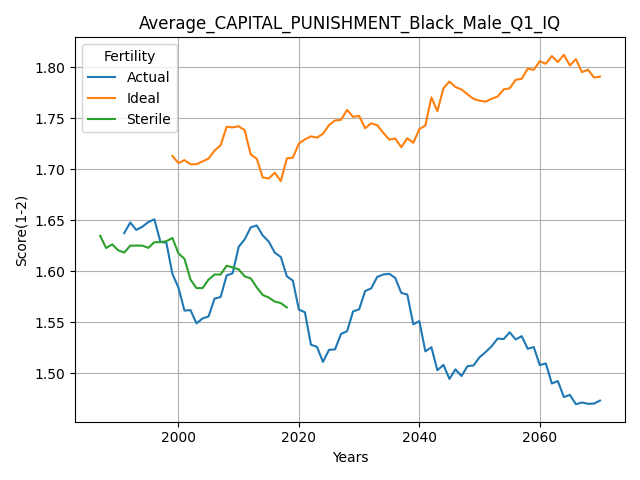 Average_CAPITAL_PUNISHMENT_Black_Male_Q1_IQ
Fertility
Actual
Ideal
Sterile
Score(1-2)
1.80
1.75
1.70
1.65
1.60
1.55
1.50
2000
2020
2040
2060
Years